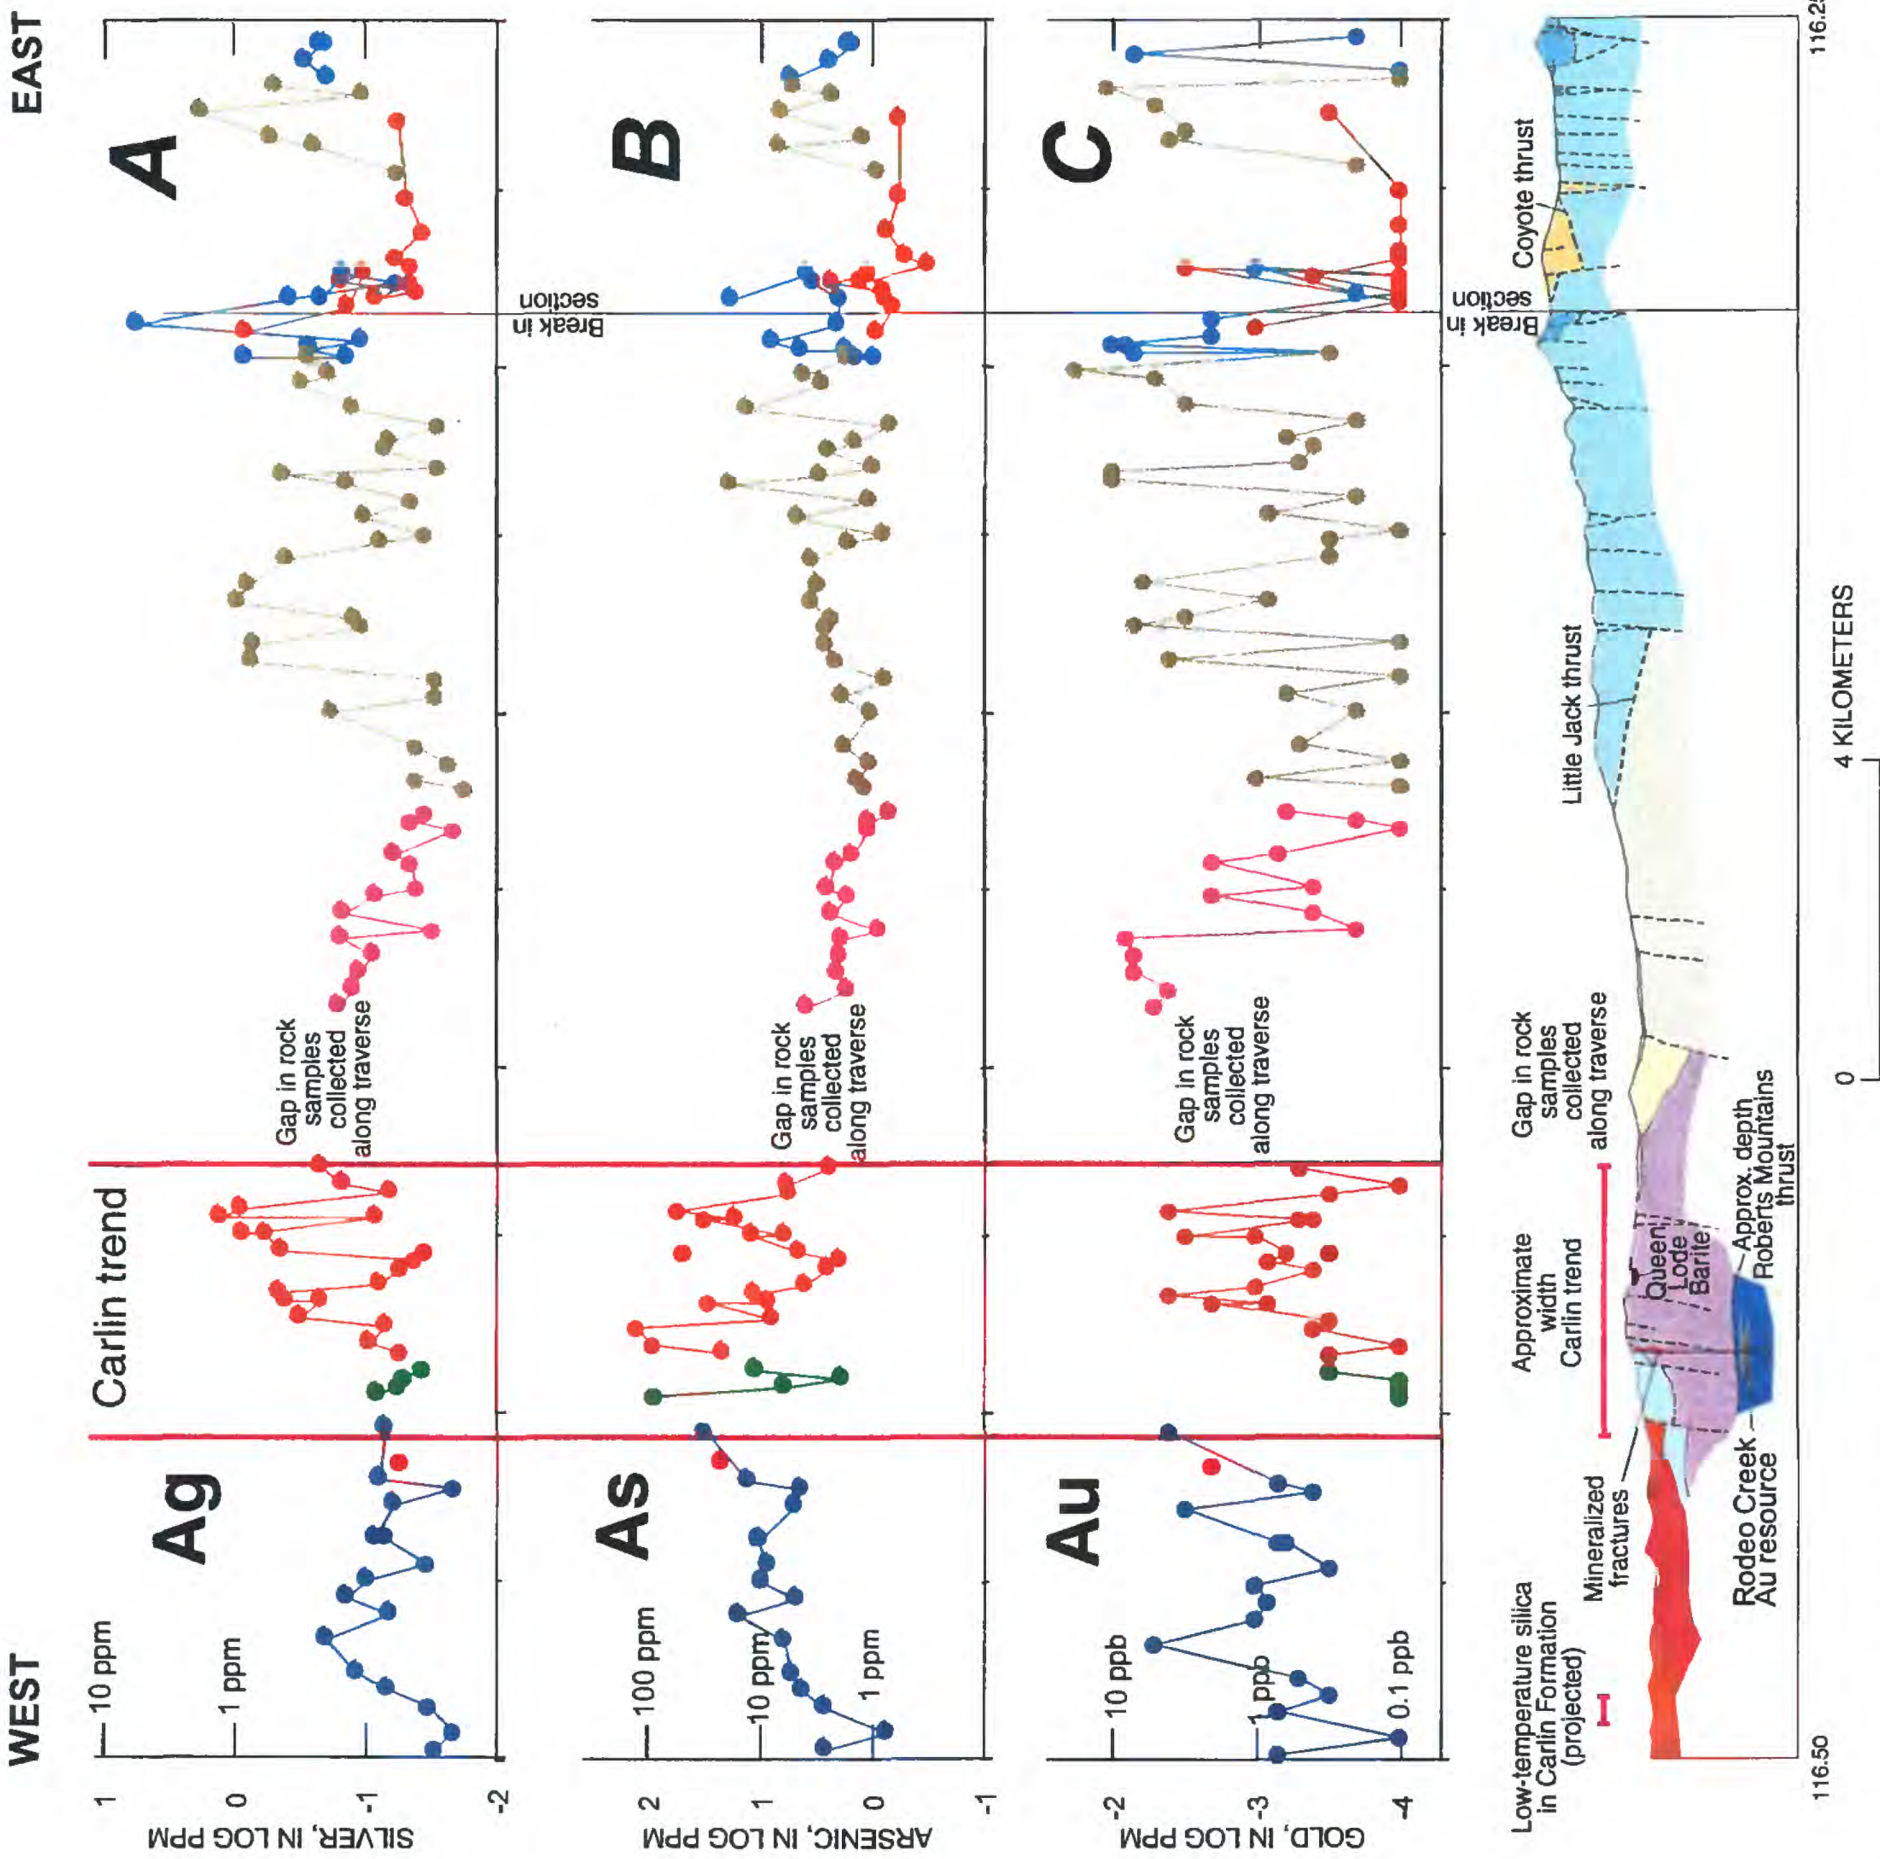 WEST
EAST
Ag
Carlin trend
A
10 ppm
1 ppm
1
0
-1
-2
SILVER, IN LOG PPM
Gap in rock
samples
collected
along traverse
Break in
section
As
B
100 ppm
10 ppm
1 ppm
2
1
0
-1
ARSENIC, IN LOG PPM
Gap in rock
samples
collected
along traverse
Au
C
10 ppb
1 ppb
0.1 ppb
-2
-3
-4
GOLD, IN LOG PPM
Gap in rock
samples
collected
along traverse
Break in
section
Low-temperature silica
in Carlin Formation
(projected)
Mineralized
fractures
Approximate
width
Carlin trend
Gap in rock
samples
collected
along traverse
Little Jack thrust
Coyote thrust
Queen
Lode
Barite
Rodeo Creek
Au resource
Approx. depth
Roberts Mountains
thrust
116.50
116.25
0
4 KILOMETERS